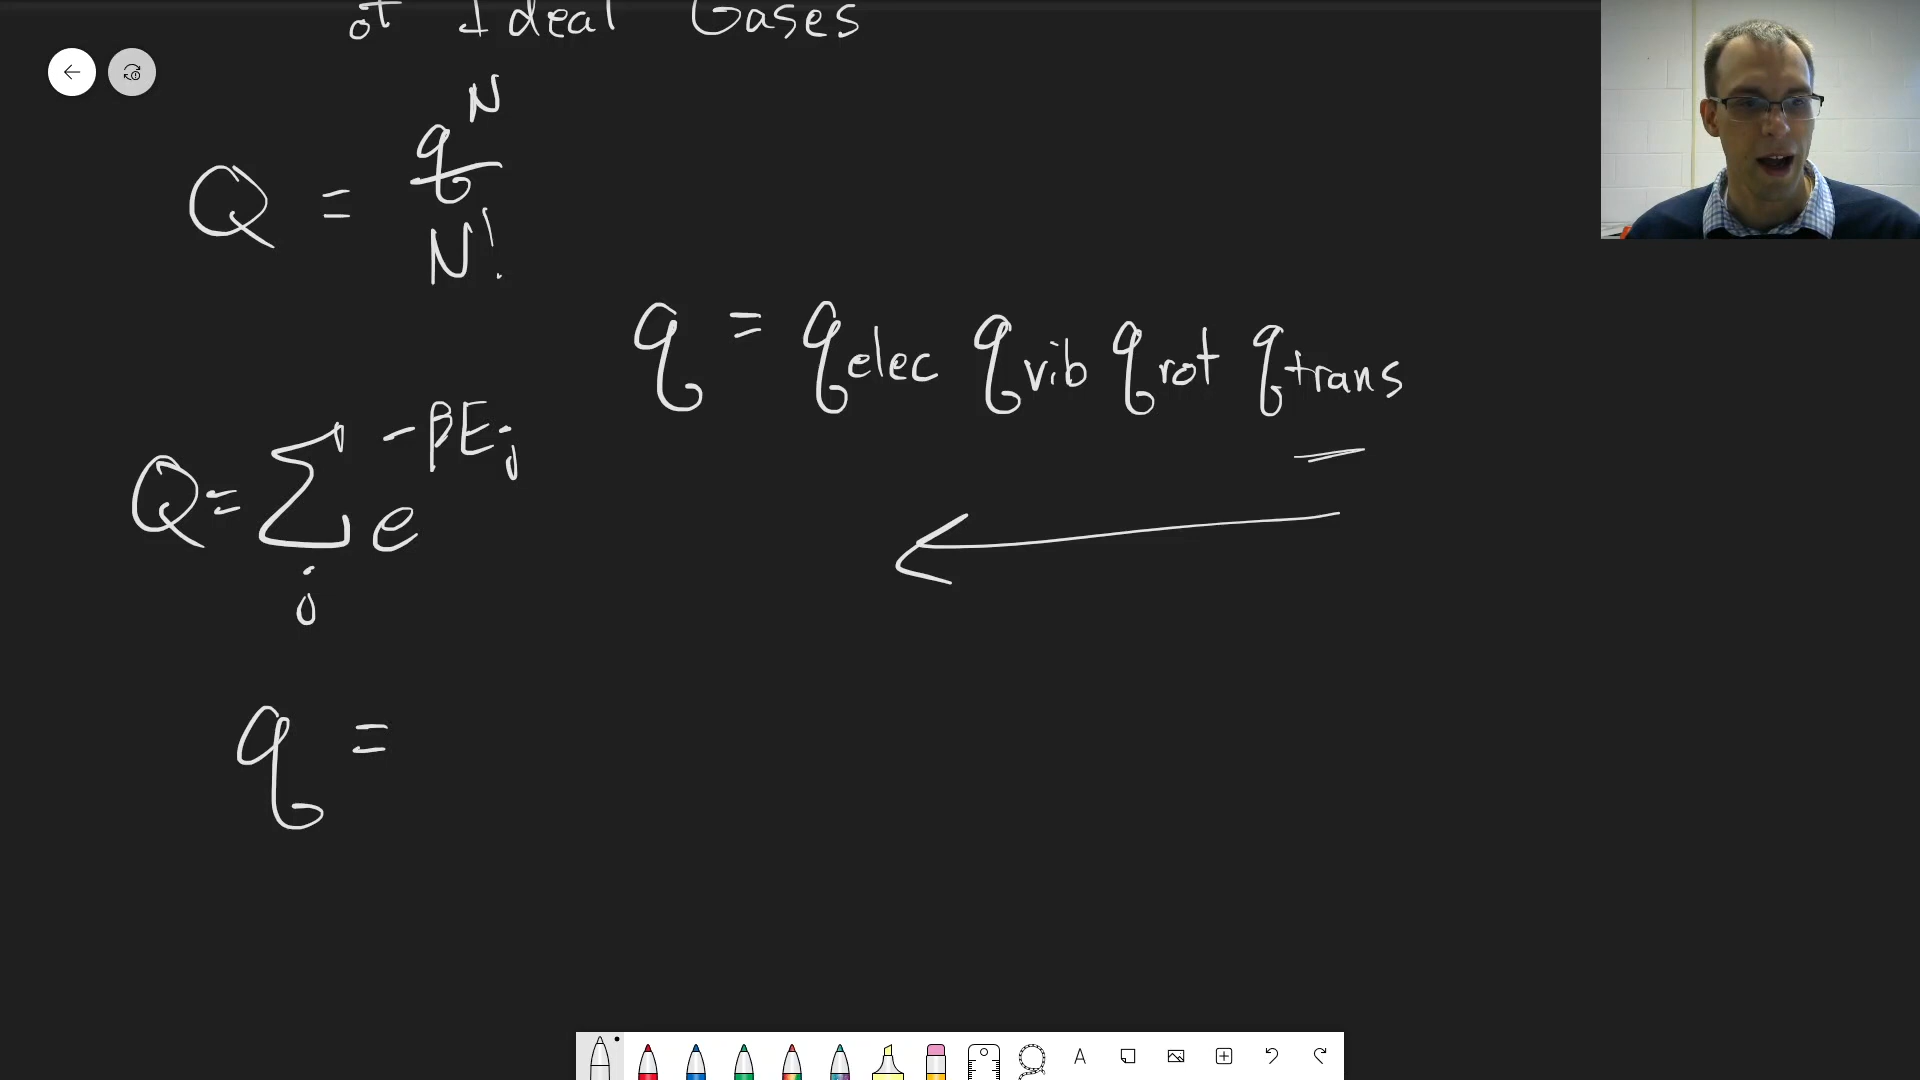 of Ideal Gases
Q = q^N / N!
q = q_elec q_vib q_rot q_trans
Q = Σ_j e^{-βE_j}
q =
A